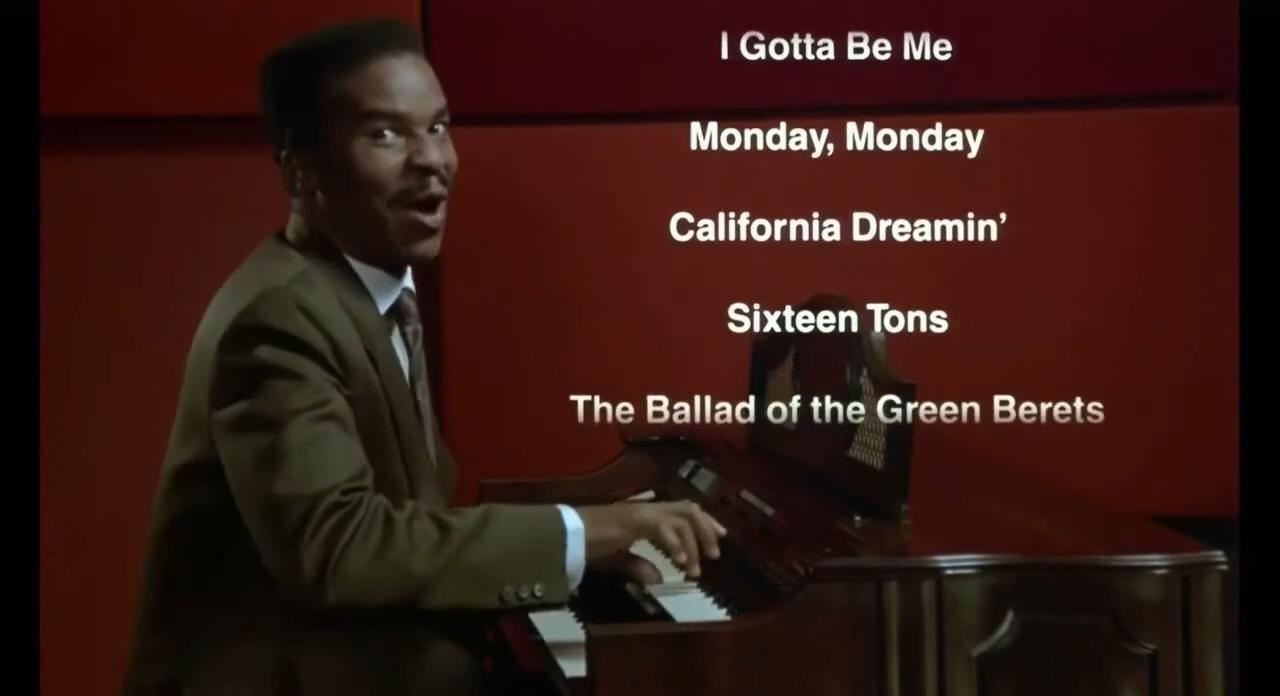 I Gotta Be Me
Monday, Monday
California Dreamin’
Sixteen Tons
The Ballad of the Green Berets